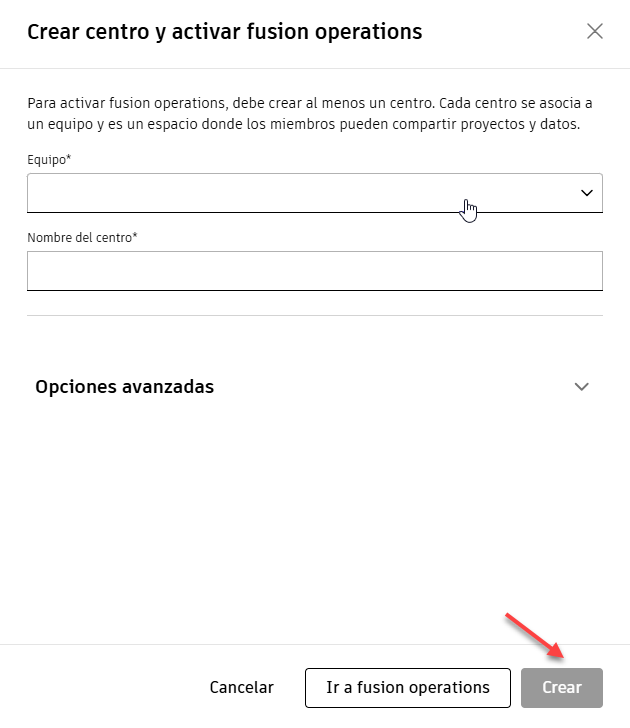 Crear centro y activar fusion operations
Para activar fusion operations, debe crear al menos un centro. Cada centro se asocia a
un equipo y es un espacio donde los miembros pueden compartir proyectos y datos.
Equipo*
Nombre del centro*
Opciones avanzadas
Cancelar
Ir a fusion operations
Crear